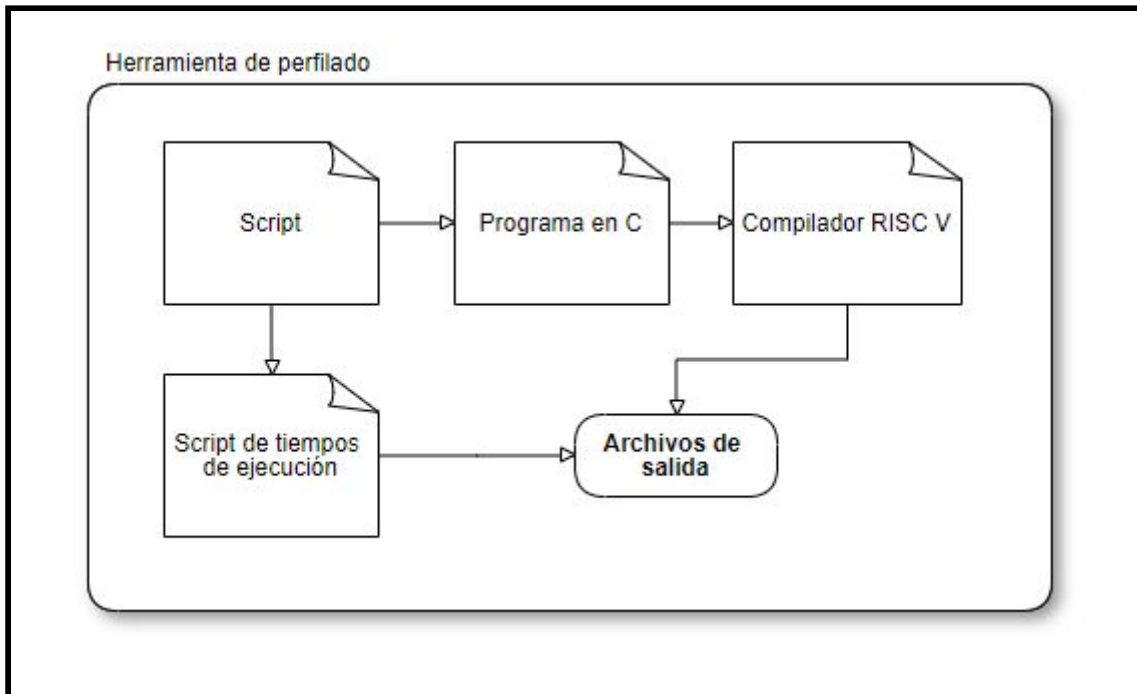 Herramienta de perfilado
Script
Programa en C
Compilador RISC V
Script de tiempos
de ejecución
Archivos de
salida